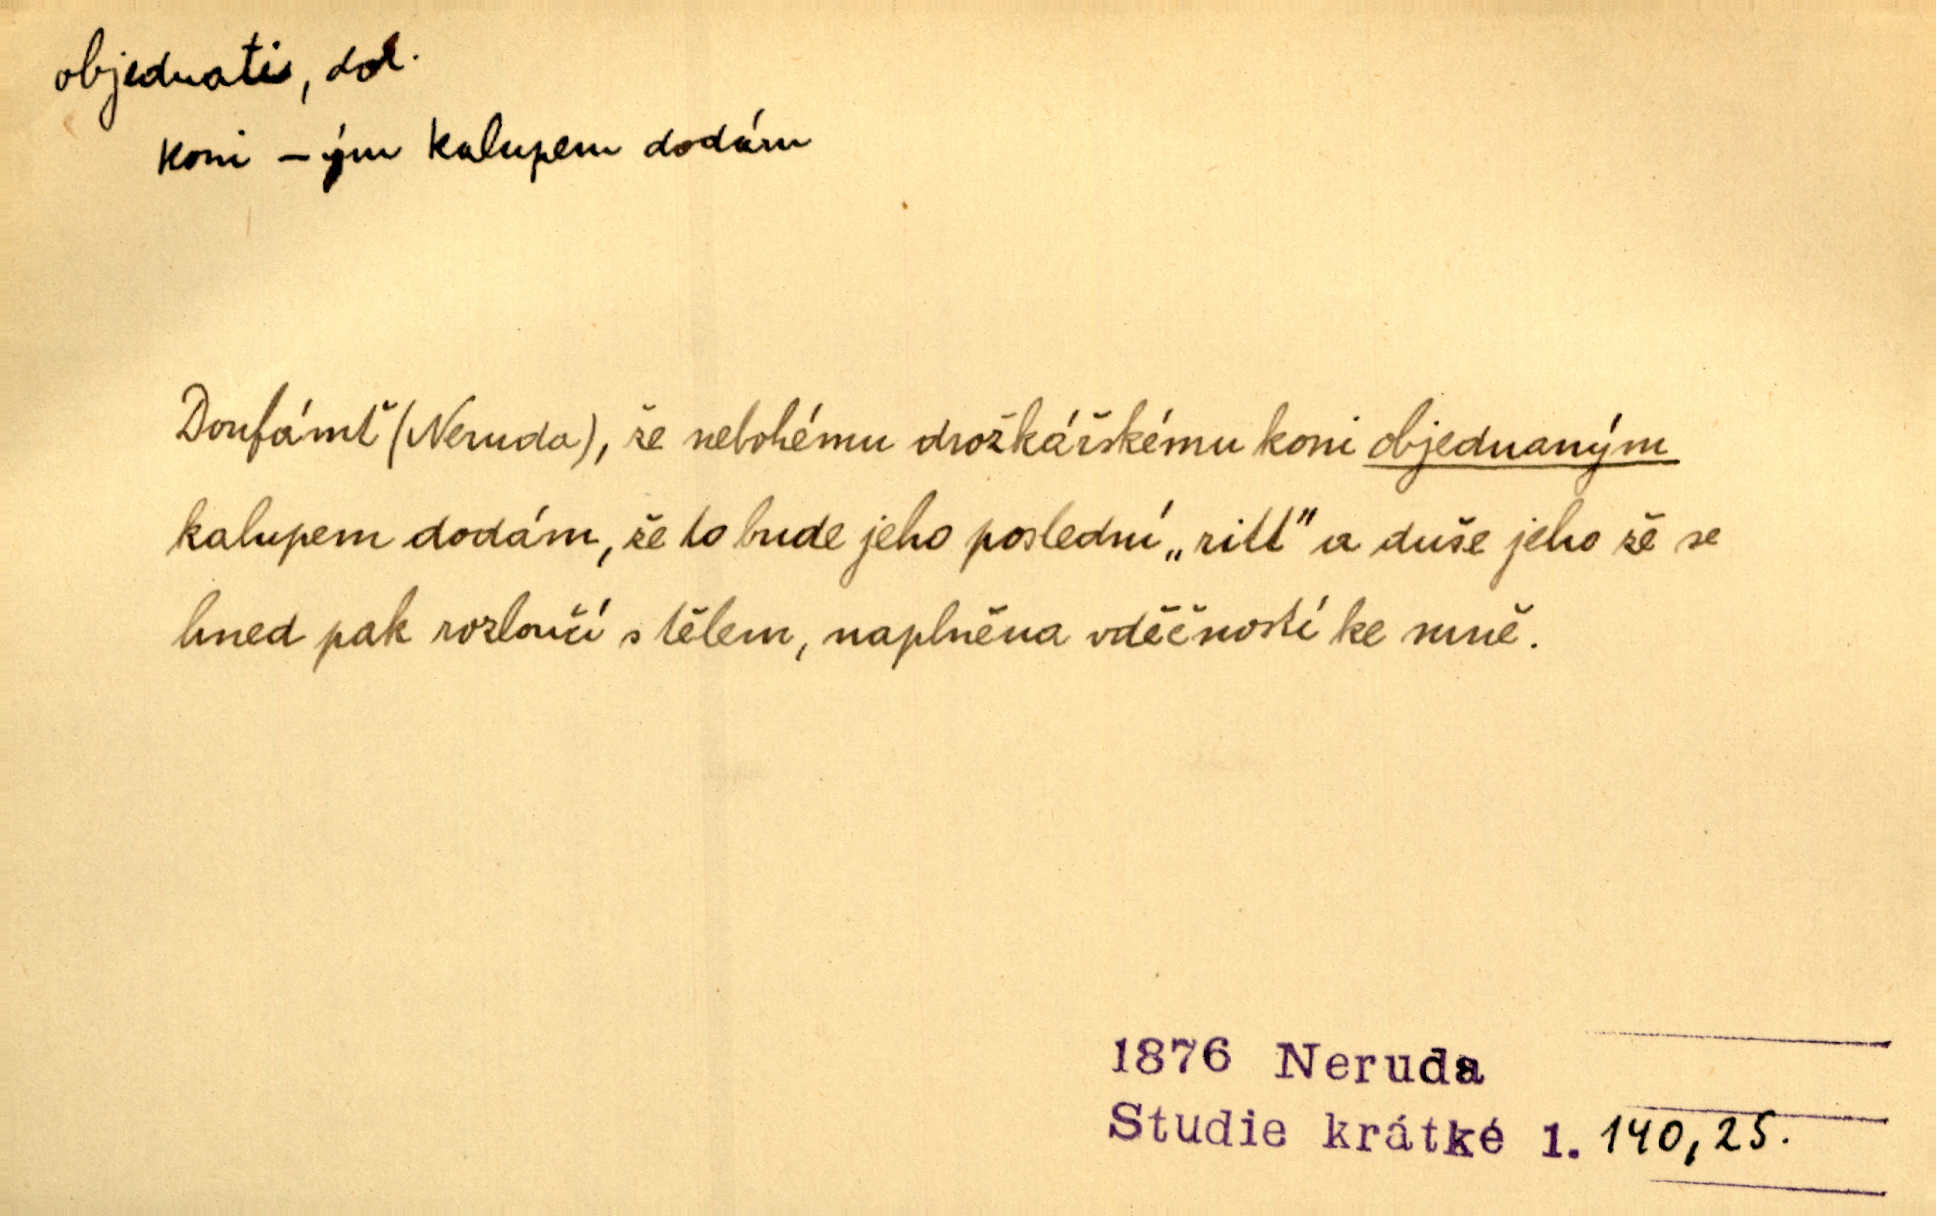 objednati, dok.
koni – ým kalupem dodám
Doufámť (Neruda), že nebohému drožkářskému koni objednaným
kalupem dodám, že to bude jeho poslední „ritt" a duše jeho že se
hned pak rozloučí s tělem, naplněna vděčností ke mně.
1876 Neruda
Studie krátké 1. 140, 25.